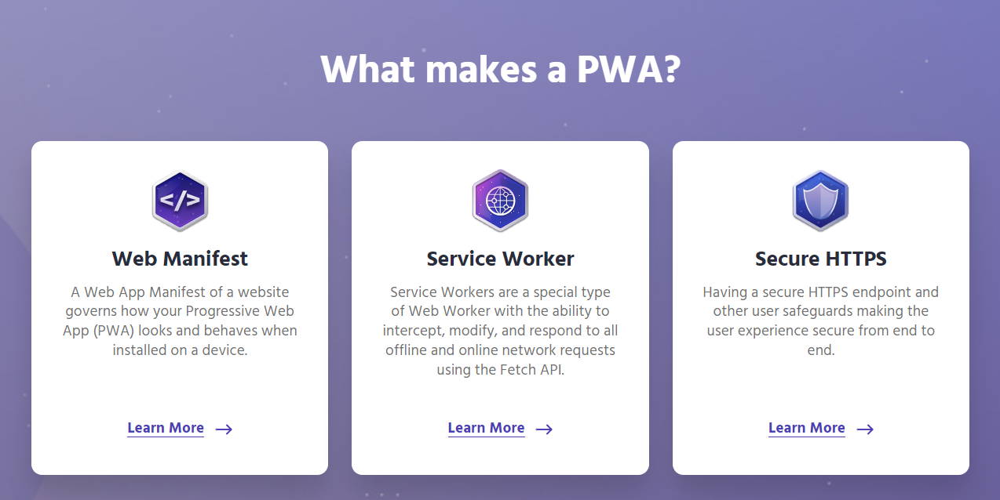 What makes a PWA?
</>
Web Manifest
A Web App Manifest of a website
governs how your Progressive Web
App (PWA) looks and behaves when
installed on a device.
Learn More
Service Worker
Service Workers are a special type
of Web Worker with the ability to
intercept, modify, and respond to all
offline and online network requests
using the Fetch API.
Learn More
Secure HTTPS
Having a secure HTTPS endpoint and
other user safeguards making the
user experience secure from end to
end.
Learn More